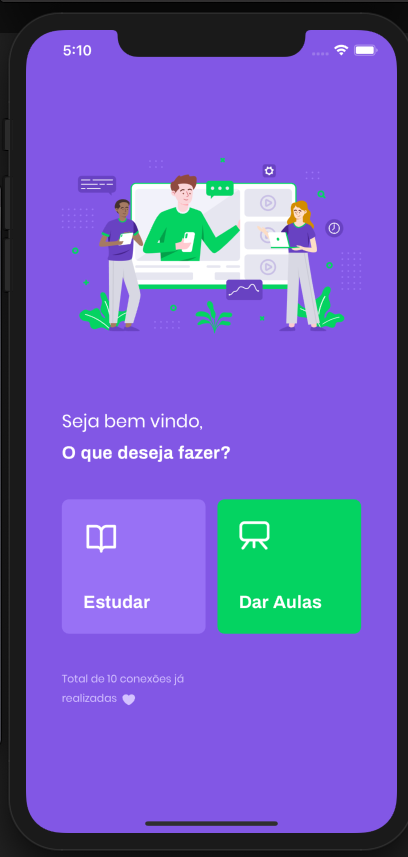 5:10
Seja bem vindo,
O que deseja fazer?
Estudar
Dar Aulas
Total de 10 conexões já
realizadas